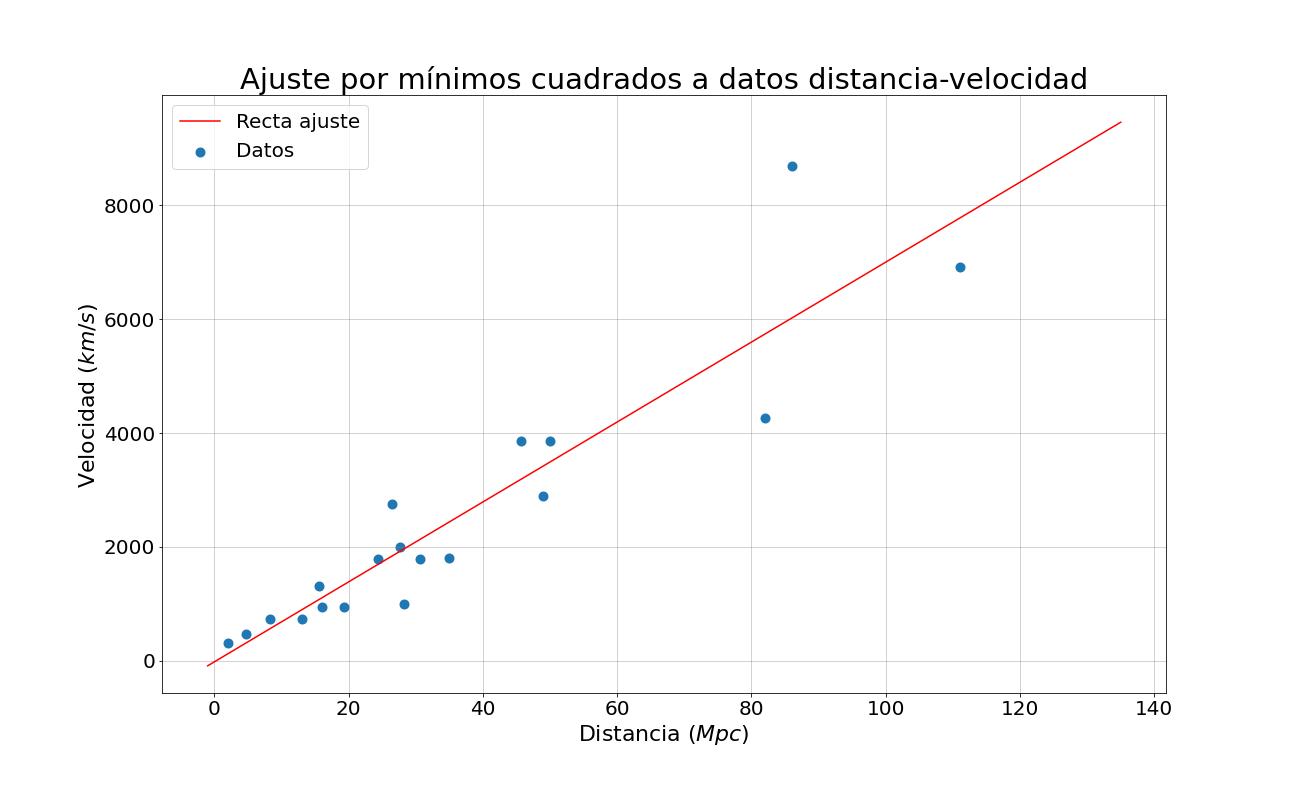 Ajuste por mínimos cuadrados a datos distancia-velocidad
Recta ajuste
Datos
Velocidad (km/s)
8000
6000
4000
2000
0
0 20 40 60 80 100 120 140
Distancia (Mpc)